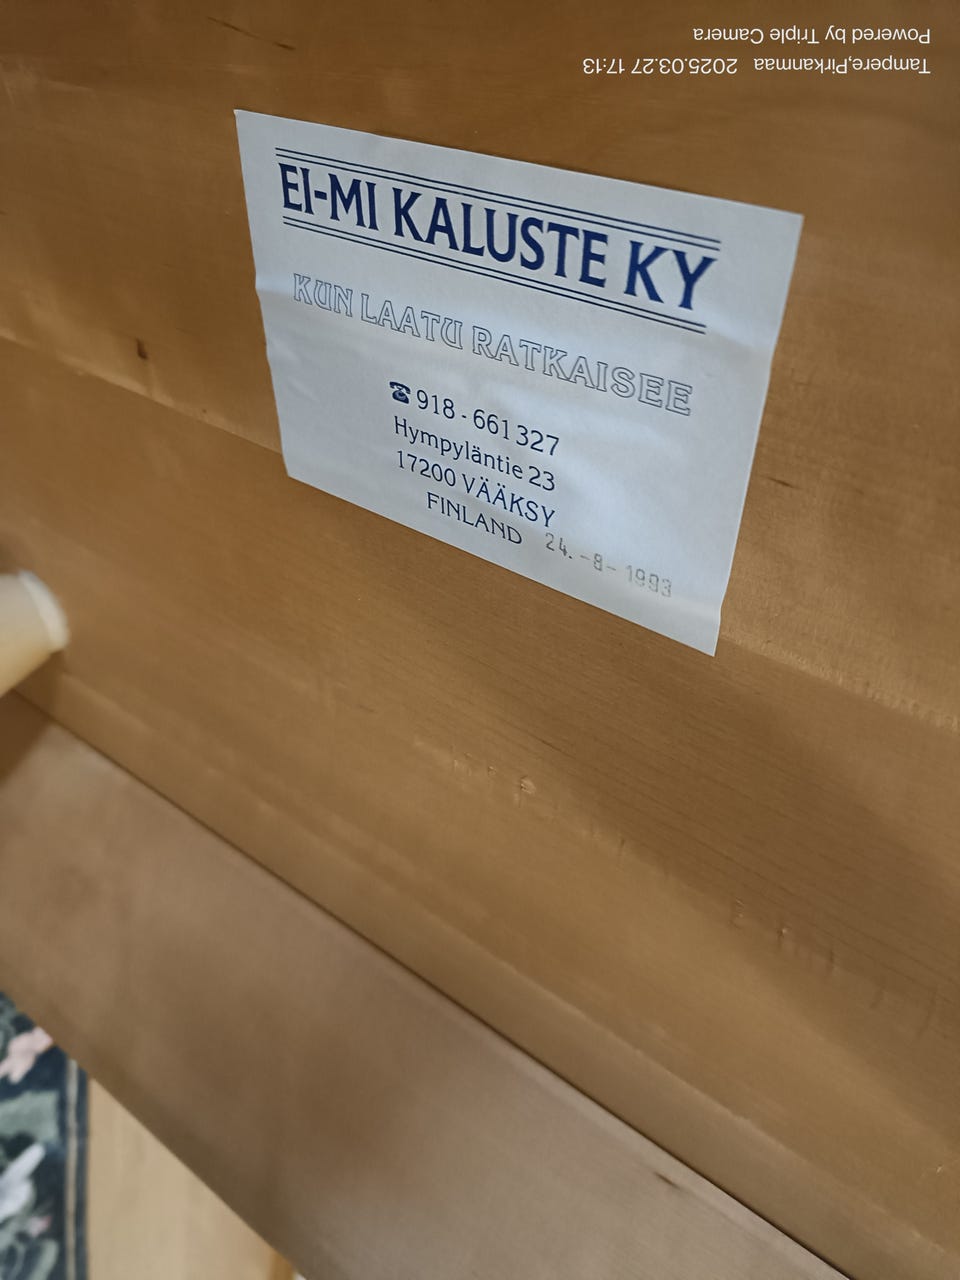 EI-MI KALUSTE KY
KUN LAATU RATKAISEE
☎ 918 - 661 327
Hympyläntie 23
17200 VÄÄKSY
FINLAND
24. -8- 1993
Tampere,Pirkanmaa 2025.03.27 17:13
Powered by Triple Camera